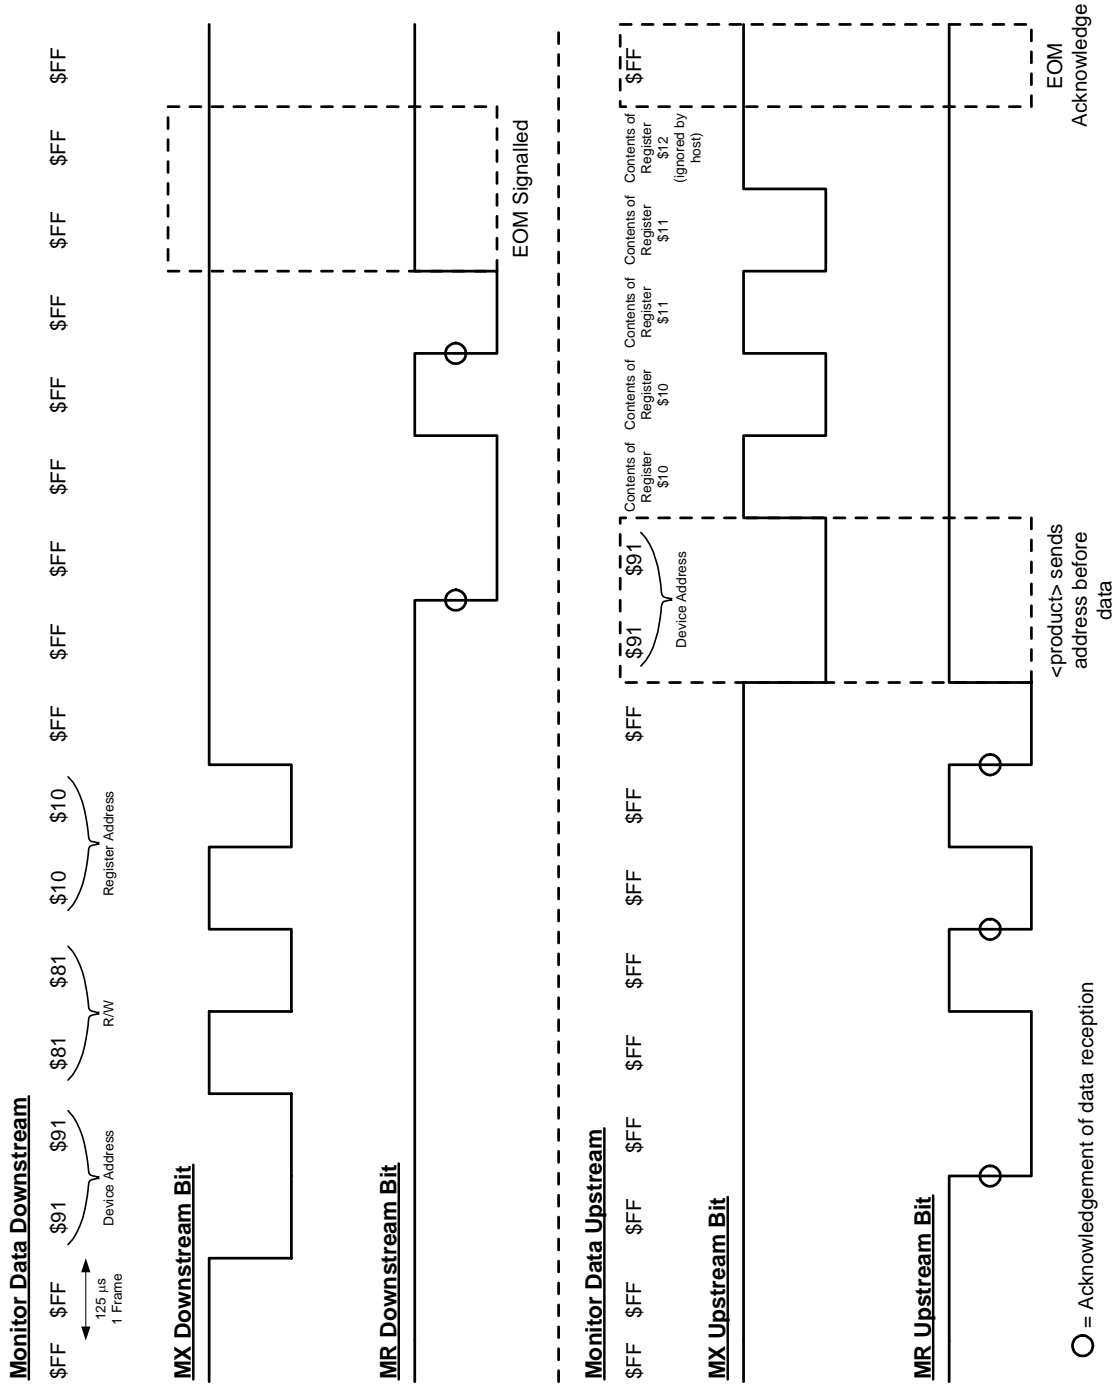 Monitor Data Downstream
$FF $FF $91 $91 $81 $81 $10 $10 $FF $FF $FF $FF $FF $FF $FF $FF $FF
125 µs
1 Frame
Device Address
R/W
Register Address
MX Downstream Bit
MR Downstream Bit
EOM Signalled
Monitor Data Upstream
$FF $FF $FF $FF $FF $FF $FF $FF $FF $91 $91
Contents of
Register
$10
Contents of
Register
$10
Contents of
Register
$11
Contents of
Register
$11
Contents of
Register
$12
(ignored by
host)
$FF
Device Address
MX Upstream Bit
MR Upstream Bit
<product> sends
address before
data
EOM
Acknowledge
= Acknowledgement of data reception